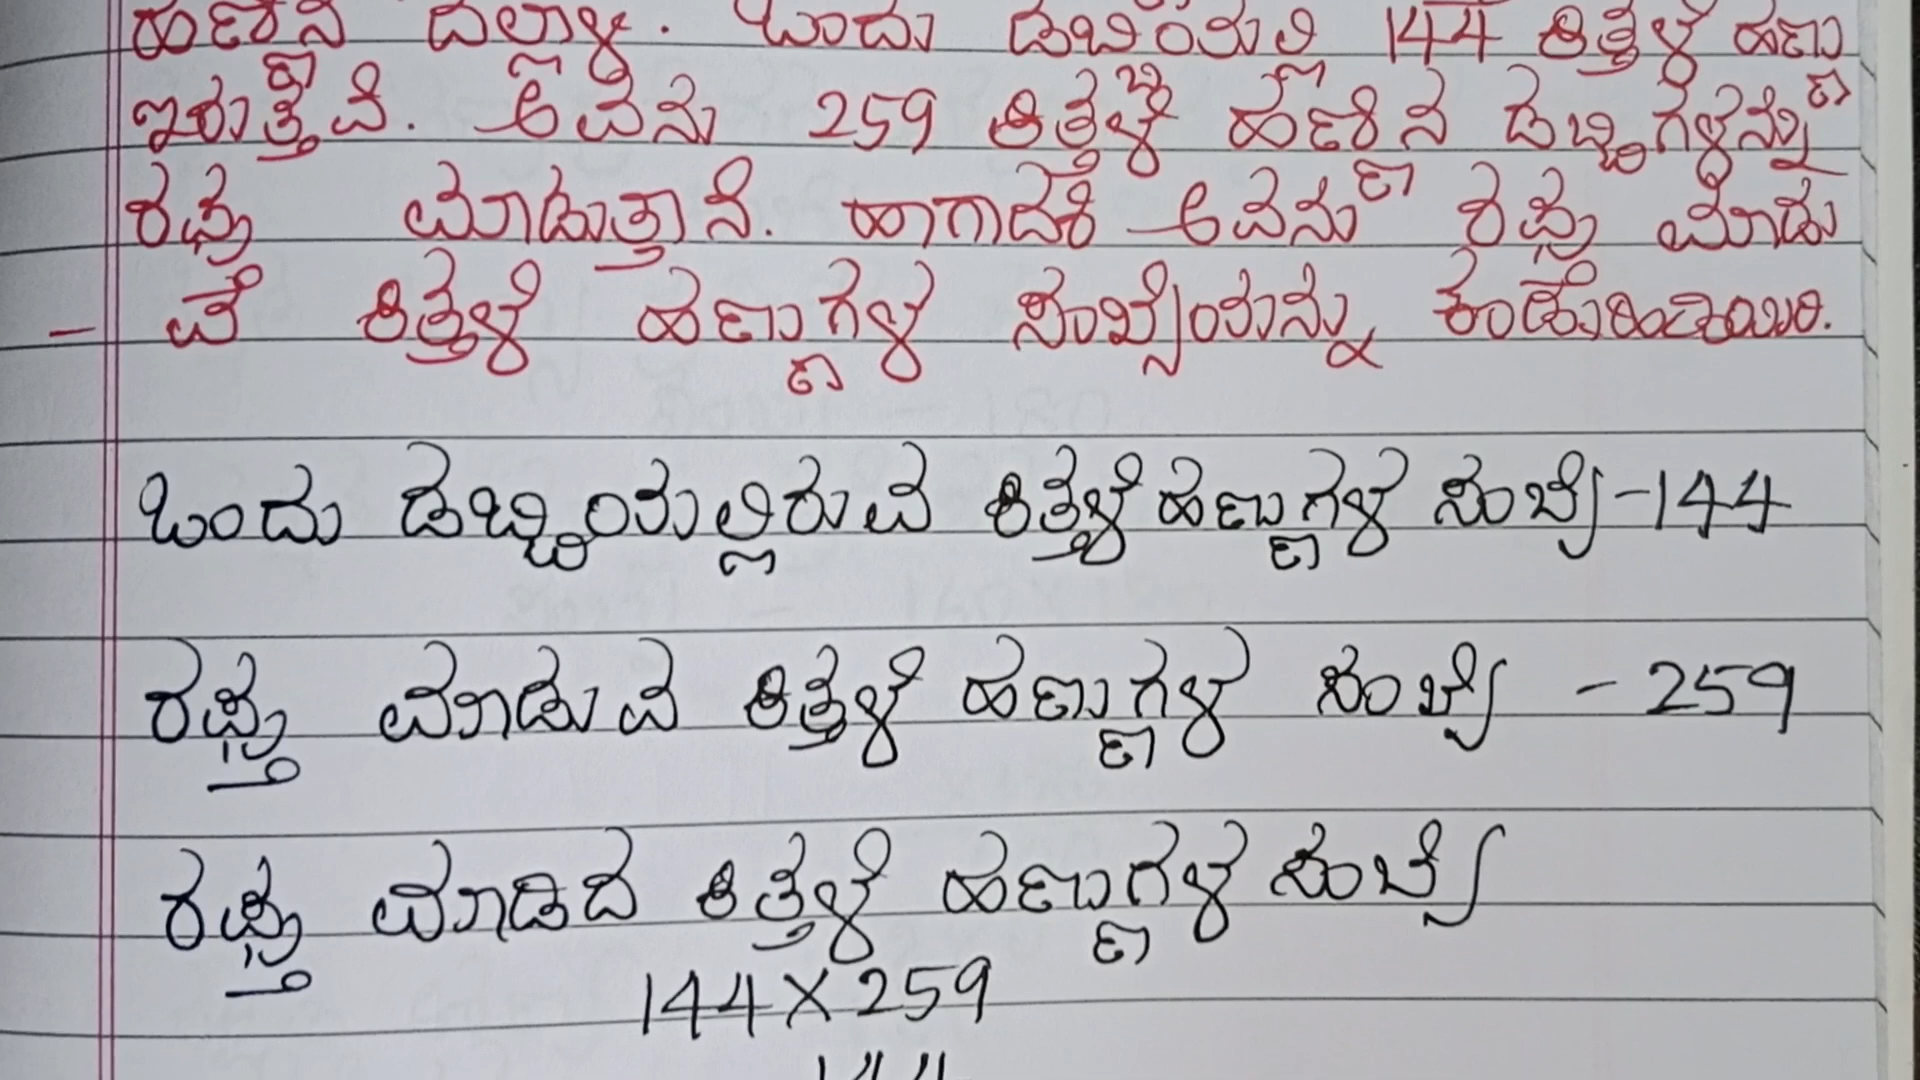 ಹಣ್ಣಿನ ದಲ್ಲಾಳಿ. ಒಂದು ಡಬ್ಬಿಯಲ್ಲಿ 144 ಕಿತ್ತಳೆ ಹಣ್ಣು
ಇರುತ್ತವೆ. ಅವನು 259 ಕಿತ್ತಳೆ ಹಣ್ಣಿನ ಡಬ್ಬಿಗಳನ್ನು
ರಫ್ತು ಮಾಡುತ್ತಾನೆ. ಹಾಗಾದರೆ ಅವನು ರಫ್ತು ಮಾಡು
- ವ ಕಿತ್ತಳೆ ಹಣ್ಣುಗಳ ಸಂಖ್ಯೆಯನ್ನು ಕಂಡುಹಿಡಿಯಿರಿ.
ಒಂದು ಡಬ್ಬಿಯಲ್ಲಿರುವ ಕಿತ್ತಳೆ ಹಣ್ಣುಗಳ ಸಂಖ್ಯೆ - 144
ರಫ್ತು ಮಾಡುವ ಕಿತ್ತಳೆ ಹಣ್ಣುಗಳ ಸಂಖ್ಯೆ - 259
ರಫ್ತು ಮಾಡಿದ ಕಿತ್ತಳೆ ಹಣ್ಣುಗಳ ಸಂಖ್ಯೆ
144 X 259
144